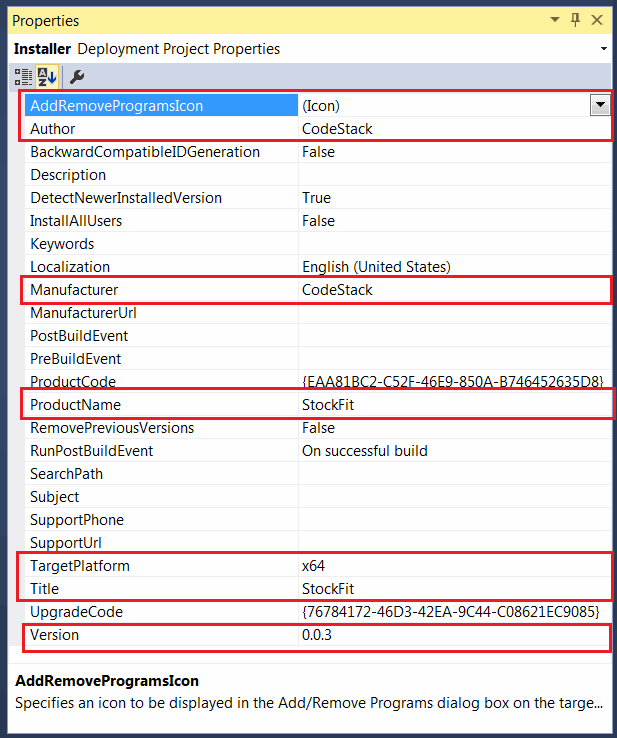 Properties
Installer Deployment Project Properties
AddRemoveProgramsIcon (Icon)
Author CodeStack
BackwardCompatibleIDGeneration False
Description
DetectNewerInstalledVersion True
InstallAllUsers False
Keywords
Localization English (United States)
Manufacturer CodeStack
ManufacturerUrl
PostBuildEvent
PreBuildEvent
ProductCode {EAA81BC2-C52F-46E9-850A-B746452635D8}
ProductName StockFit
RemovePreviousVersions False
RunPostBuildEvent On successful build
SearchPath
Subject
SupportPhone
SupportUrl
TargetPlatform x64
Title StockFit
UpgradeCode {76784172-46D3-42EA-9C44-C08621EC9085}
Version 0.0.3
AddRemoveProgramsIcon
Specifies an icon to be displayed in the Add/Remove Programs dialog box on the targe...